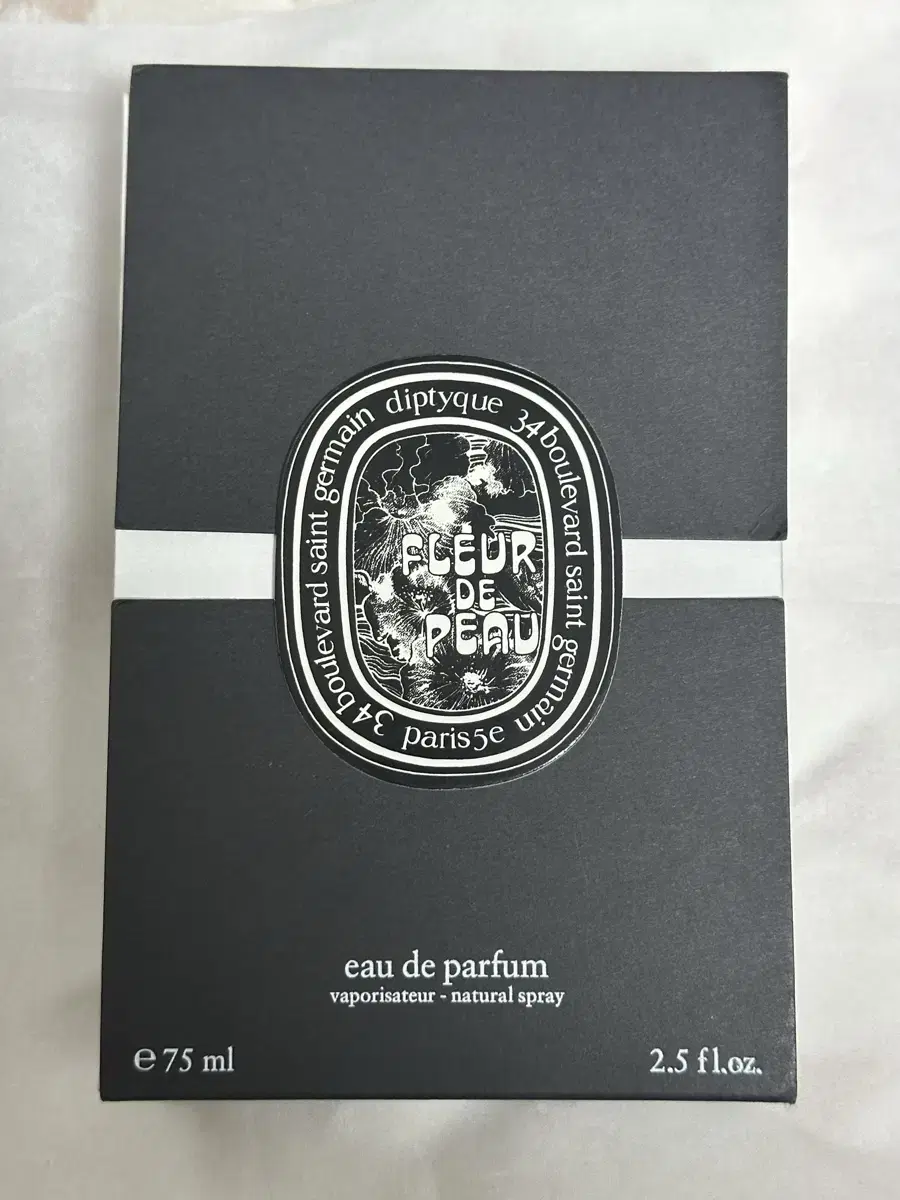 diptyque 34 boulevard saint germain paris5e 34 boulevard saint germain
FLEUR
DE
PEAU
eau de parfum
vaporisateur - natural spray
e 75 ml
2.5 fl.oz.